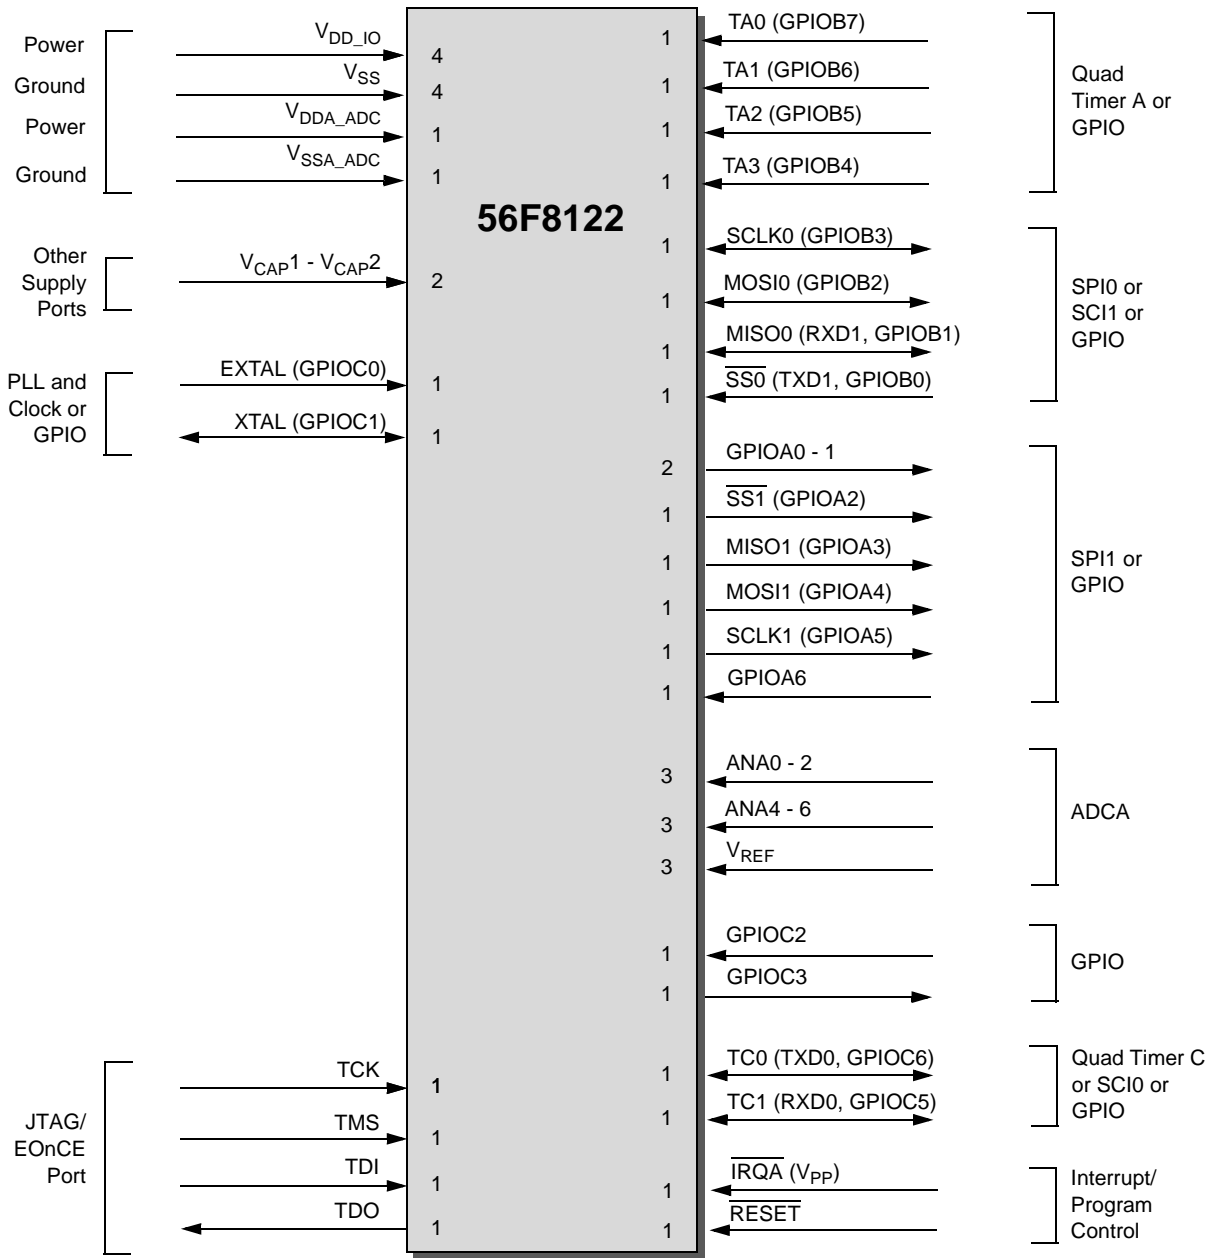 Power
V_DD_IO
4
Ground
V_SS
4
Power
V_DDA_ADC
1
Ground
V_SSA_ADC
1
56F8122
Other
Supply
Ports
V_CAP1 - V_CAP2
2
PLL and
Clock or
GPIO
EXTAL (GPIOC0)
1
XTAL (GPIOC1)
1
JTAG/
EOnCE
Port
TCK
1
TMS
1
TDI
1
TDO
1
1
TA0 (GPIOB7)
1
TA1 (GPIOB6)
1
TA2 (GPIOB5)
1
TA3 (GPIOB4)
Quad
Timer A or
GPIO
1
SCLK0 (GPIOB3)
1
MOSI0 (GPIOB2)
1
MISO0 (RXD1, GPIOB1)
1
S̅S̅0̅ (TXD1, GPIOB0)
SPI0 or
SCI1 or
GPIO
2
GPIOA0 - 1
1
S̅S̅1̅ (GPIOA2)
1
MISO1 (GPIOA3)
1
MOSI1 (GPIOA4)
1
SCLK1 (GPIOA5)
1
GPIOA6
SPI1 or
GPIO
3
ANA0 - 2
3
ANA4 - 6
3
V_REF
ADCA
1
GPIOC2
1
GPIOC3
GPIO
1
TC0 (TXD0, GPIOC6)
1
TC1 (RXD0, GPIOC5)
Quad Timer C
or SCI0 or
GPIO
1
I̅R̅Q̅A̅ (V_PP)
1
R̅E̅S̅E̅T̅
Interrupt/
Program
Control